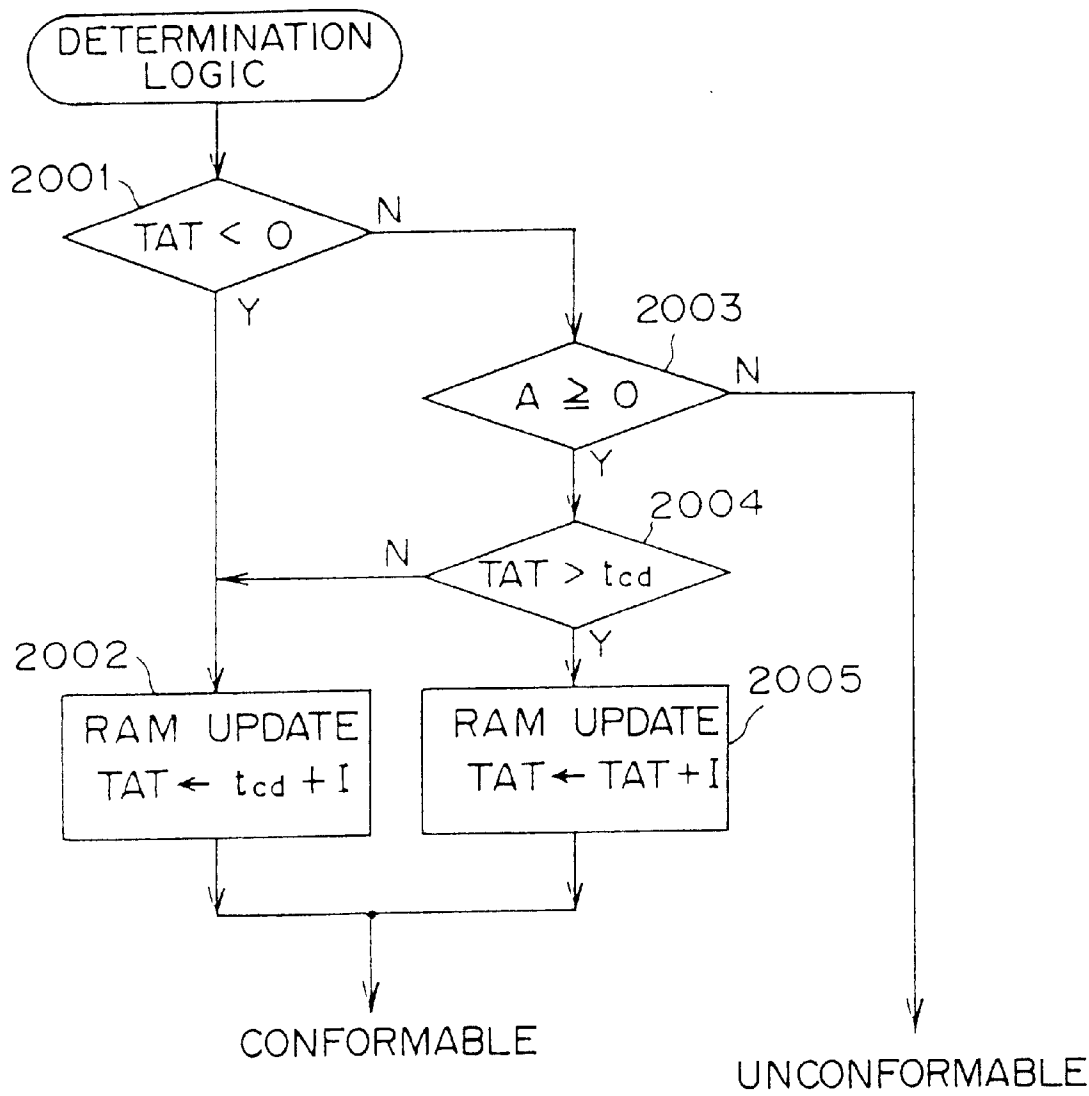 DETERMINATION
LOGIC
2001
TAT < 0
N
Y
2003
A ≧ 0
N
Y
2004
N
TAT > tcd
Y
2002
RAM UPDATE
TAT ← tcd + I
2005
RAM UPDATE
TAT ← TAT + I
CONFORMABLE
UNCONFORMABLE